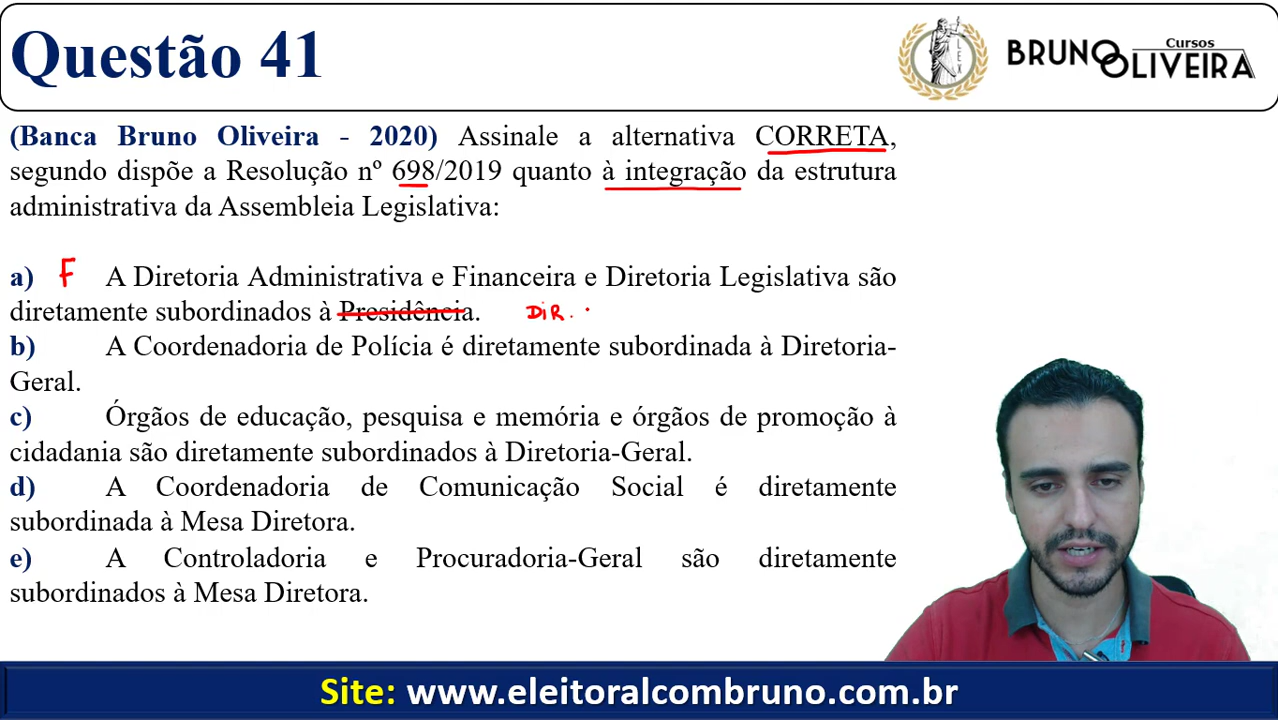 Questão 41
LEX
Cursos
BRUNO
OLIVEIRA
(Banca Bruno Oliveira - 2020) Assinale a alternativa CORRETA,
segundo dispõe a Resolução nº 698/2019 quanto à integração da estrutura
administrativa da Assembleia Legislativa:
a) F A Diretoria Administrativa e Financeira e Diretoria Legislativa são
diretamente subordinados à Presidência. DIR.
b) A Coordenadoria de Polícia é diretamente subordinada à Diretoria-
Geral.
c) Órgãos de educação, pesquisa e memória e órgãos de promoção à
cidadania são diretamente subordinados à Diretoria-Geral.
d) A Coordenadoria de Comunicação Social é diretamente
subordinada à Mesa Diretora.
e) A Controladoria e Procuradoria-Geral são diretamente
subordinados à Mesa Diretora.
Site: www.eleitoralcombruno.com.br